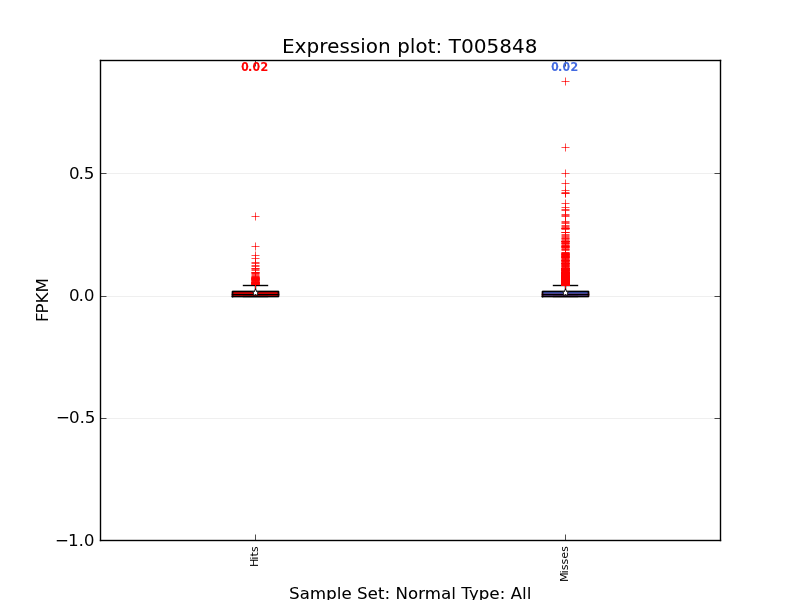 Expression plot: T005848
0.02
0.02
0.5
0.0
−0.5
−1.0
FPKM
Hits
Misses
Sample Set: Normal Type: All